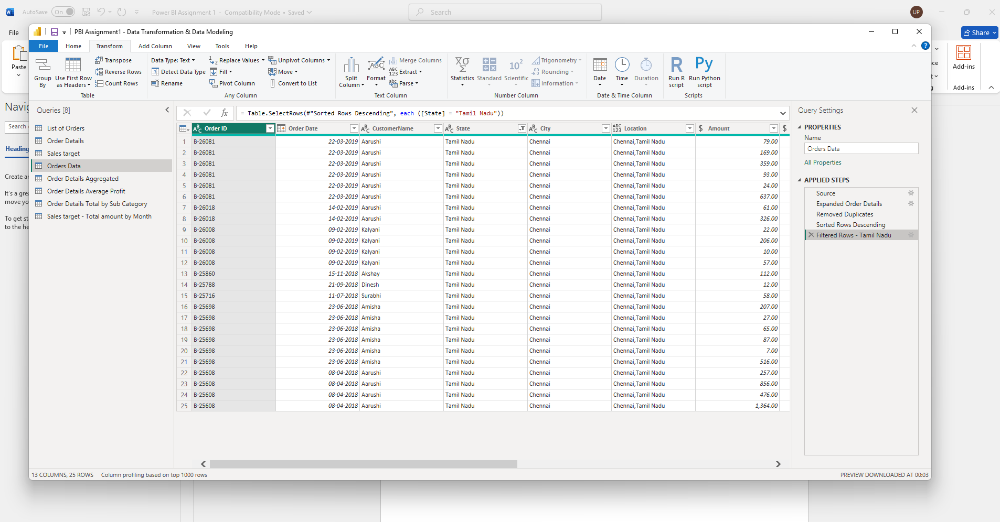 AutoSave On Power BI Assignment 1 - Compatibility Mode • Saved Search UP
File Share
Paste
Add-ins
Add-ins
Search
Heading
PBI Assignment1 - Data Transformation & Data Modeling
File Home Transform Add Column View Tools Help
Group By
Use First Row as Headers
Transpose
Reverse Rows
Count Rows
Table
Data Type: Text
Detect Data Type
Rename
Replace Values
Fill
Pivot Column
Unpivot Columns
Move
Convert to List
Any Column
Split Column
Format
Merge Columns
Extract
Parse
Text Column
Statistics
Standard
Scientific
Trigonometry
Rounding
Information
Number Column
Date
Time
Duration
Date & Time Column
Run R script
Run Python script
Scripts
Queries [8]
List of Orders
Order Details
Sales target
Orders Data
Order Details Aggregated
Order Details Average Profit
Order Details Total by Sub Category
Sales target - Total amount by Month
= Table.SelectRows(#"Sorted Rows Descending", each ([State] = "Tamil Nadu"))
Order ID Order Date CustomerName State City Location $ Amount $
1 B-26081 22-03-2019 Aarushi Tamil Nadu Chennai Chennai,Tamil Nadu 79.00
2 B-26081 22-03-2019 Aarushi Tamil Nadu Chennai Chennai,Tamil Nadu 169.00
3 B-26081 22-03-2019 Aarushi Tamil Nadu Chennai Chennai,Tamil Nadu 359.00
4 B-26081 22-03-2019 Aarushi Tamil Nadu Chennai Chennai,Tamil Nadu 93.00
5 B-26081 22-03-2019 Aarushi Tamil Nadu Chennai Chennai,Tamil Nadu 24.00
6 B-26081 22-03-2019 Aarushi Tamil Nadu Chennai Chennai,Tamil Nadu 637.00
7 B-26018 14-02-2019 Aarushi Tamil Nadu Chennai Chennai,Tamil Nadu 61.00
8 B-26018 14-02-2019 Aarushi Tamil Nadu Chennai Chennai,Tamil Nadu 326.00
9 B-26008 09-02-2019 Kalyani Tamil Nadu Chennai Chennai,Tamil Nadu 22.00
10 B-26008 09-02-2019 Kalyani Tamil Nadu Chennai Chennai,Tamil Nadu 206.00
11 B-26008 09-02-2019 Kalyani Tamil Nadu Chennai Chennai,Tamil Nadu 10.00
12 B-26008 09-02-2019 Kalyani Tamil Nadu Chennai Chennai,Tamil Nadu 57.00
13 B-25860 15-11-2018 Akshay Tamil Nadu Chennai Chennai,Tamil Nadu 112.00
14 B-25788 21-09-2018 Dinesh Tamil Nadu Chennai Chennai,Tamil Nadu 12.00
15 B-25716 11-07-2018 Surabhi Tamil Nadu Chennai Chennai,Tamil Nadu 58.00
16 B-25698 23-06-2018 Amisha Tamil Nadu Chennai Chennai,Tamil Nadu 207.00
17 B-25698 23-06-2018 Amisha Tamil Nadu Chennai Chennai,Tamil Nadu 27.00
18 B-25698 23-06-2018 Amisha Tamil Nadu Chennai Chennai,Tamil Nadu 65.00
19 B-25698 23-06-2018 Amisha Tamil Nadu Chennai Chennai,Tamil Nadu 87.00
20 B-25698 23-06-2018 Amisha Tamil Nadu Chennai Chennai,Tamil Nadu 7.00
21 B-25698 23-06-2018 Amisha Tamil Nadu Chennai Chennai,Tamil Nadu 516.00
22 B-25608 08-04-2018 Aarushi Tamil Nadu Chennai Chennai,Tamil Nadu 257.00
23 B-25608 08-04-2018 Aarushi Tamil Nadu Chennai Chennai,Tamil Nadu 856.00
24 B-25608 08-04-2018 Aarushi Tamil Nadu Chennai Chennai,Tamil Nadu 476.00
25 B-25608 08-04-2018 Aarushi Tamil Nadu Chennai Chennai,Tamil Nadu 1,364.00
Query Settings
PROPERTIES
Name
Orders Data
All Properties
APPLIED STEPS
Source
Expanded Order Details
Removed Duplicates
Sorted Rows Descending
Filtered Rows - Tamil Nadu
13 COLUMNS, 25 ROWS Column profiling based on top 1000 rows PREVIEW DOWNLOADED AT 00:03